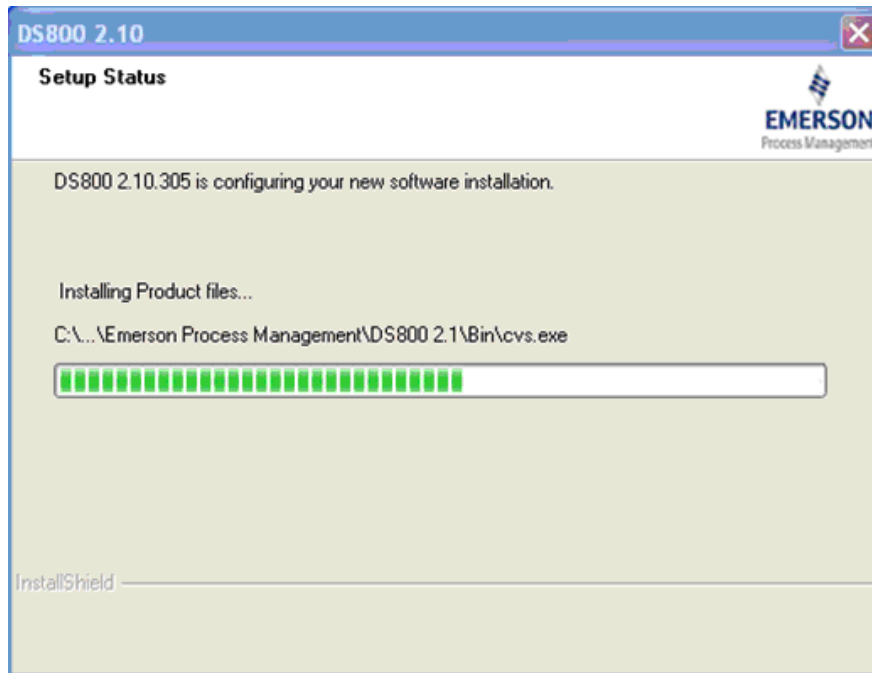 DS800 2.10
Setup Status
EMERSON
Process Management
DS800 2.10.305 is configuring your new software installation.
Installing Product files...
C:\...\Emerson Process Management\DS800 2.1\Bin\cvs.exe
InstallShield